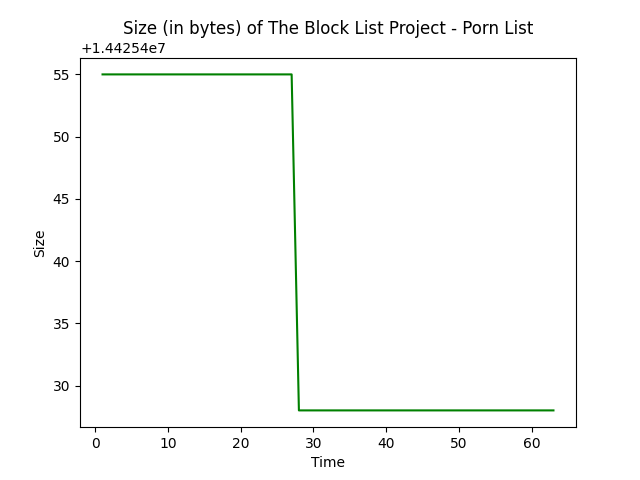 Size (in bytes) of The Block List Project - Porn List
+1.44254e7
55
50
45
40
35
30
Size
0 10 20 30 40 50 60
Time